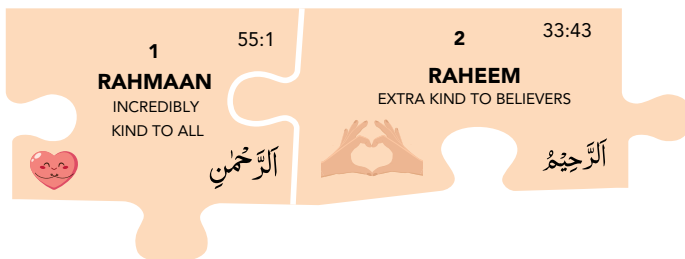 1
55:1
RAHMAAN
INCREDIBLY
KIND TO ALL
اَلرَّحْمٰنِ
2
33:43
RAHEEM
EXTRA KIND TO BELIEVERS
اَلرَّحِيْمُ